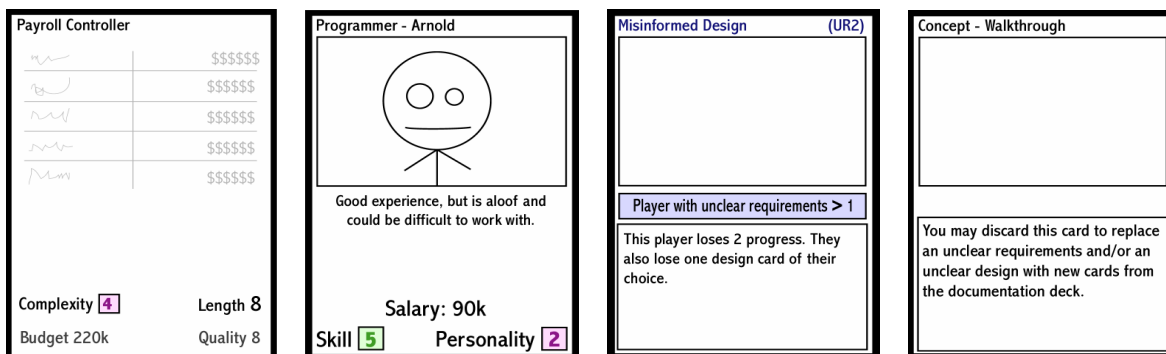 Payroll Controller
$$$$$$
$$$$$$
$$$$$$
$$$$$$
$$$$$$
Complexity 4
Length 8
Budget 220k
Quality 8
Programmer - Arnold
Good experience, but is aloof and
could be difficult to work with.
Salary: 90k
Skill 5
Personality 2
Misinformed Design (UR2)
Player with unclear requirements > 1
This player loses 2 progress. They
also lose one design card of their
choice.
Concept - Walkthrough
You may discard this card to replace
an unclear requirements and/or an
unclear design with new cards from
the documentation deck.